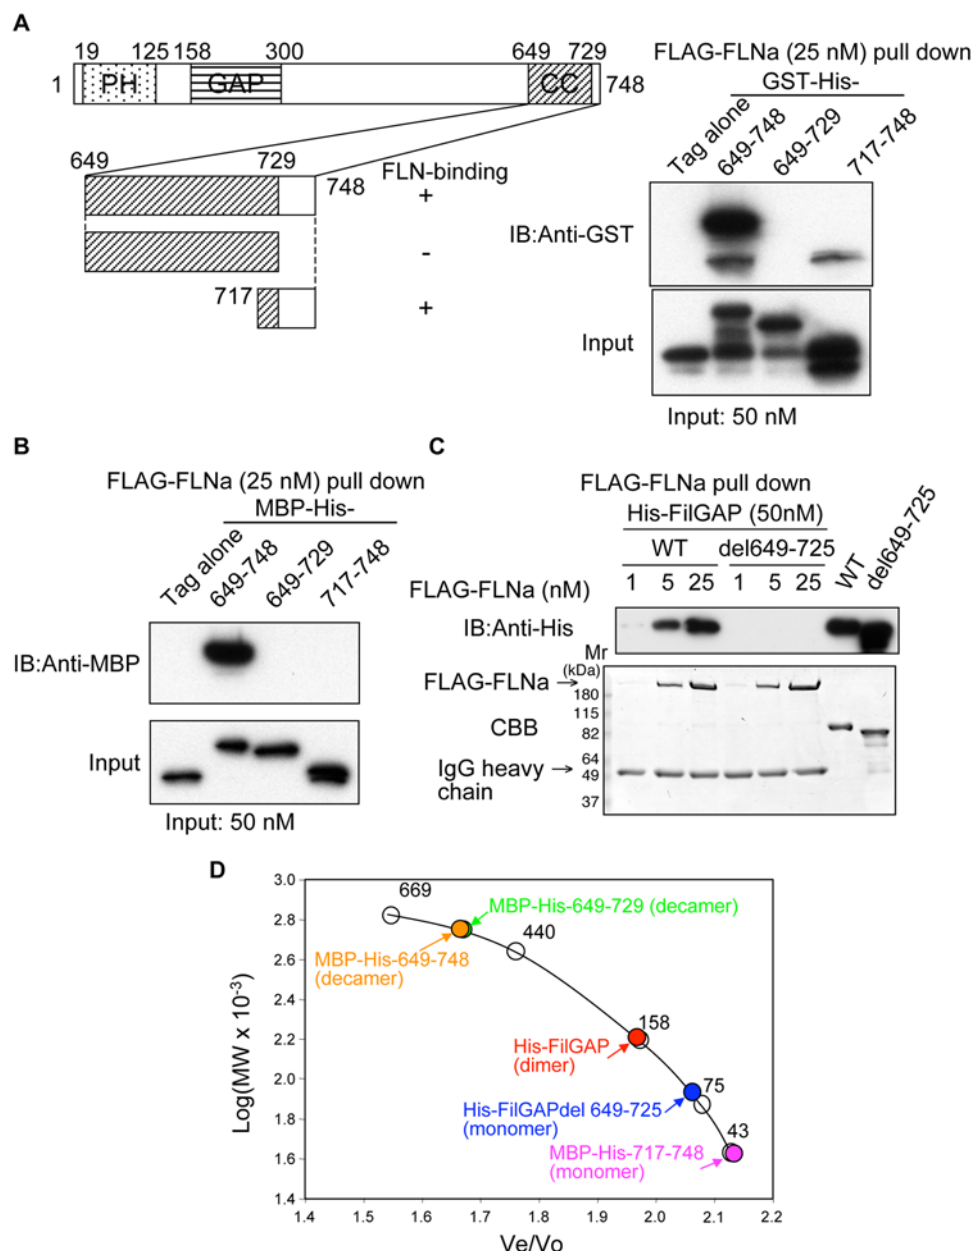 A
19 125 158 300 649 729
1 PH GAP CC 748
649 729 748
FLN-binding
+
-
717 +
FLAG-FLNa (25 nM) pull down
GST-His-
Tag alone 649-748 649-729 717-748
IB:Anti-GST
Input
Input: 50 nM
B
FLAG-FLNa (25 nM) pull down
MBP-His-
Tag alone 649-748 649-729 717-748
IB:Anti-MBP
Input
Input: 50 nM
C
FLAG-FLNa pull down
His-FilGAP (50nM)
WT del649-725 WT del649-725
FLAG-FLNa (nM) 1 5 25 1 5 25
IB:Anti-His
Mr
(kDa)
FLAG-FLNa → 180
115
CBB 82
64
IgG heavy → 49
chain
37
D
3.0
2.8
2.6
2.4
2.2
2.0
1.8
1.6
1.4
Log(MW x 10⁻³)
669
MBP-His-649-729 (decamer)
440
MBP-His-649-748
(decamer)
158
His-FilGAP
(dimer)
75
His-FilGAPdel 649-725
(monomer)
43
MBP-His-717-748
(monomer)
1.4 1.5 1.6 1.7 1.8 1.9 2.0 2.1 2.2
Ve/Vo